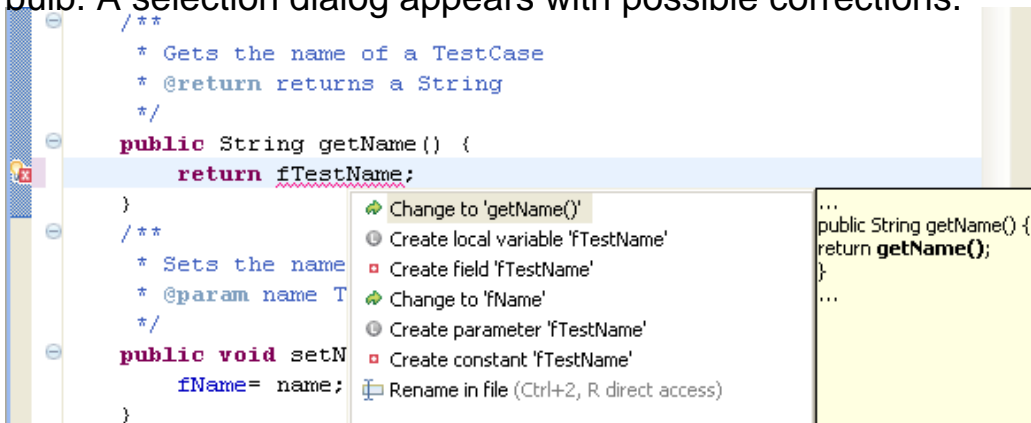 bulb. A selection dialog appears with possible corrections.
/**
* Gets the name of a TestCase
* @return returns a String
*/
public String getName() {
return fTestName;
}
/**
* Sets the name
* @param name T
*/
public void setN
fName= name;
}
Change to 'getName()'
Create local variable 'fTestName'
Create field 'fTestName'
Change to 'fName'
Create parameter 'fTestName'
Create constant 'fTestName'
Rename in file (Ctrl+2, R direct access)
...
public String getName() {
return getName();
}
...